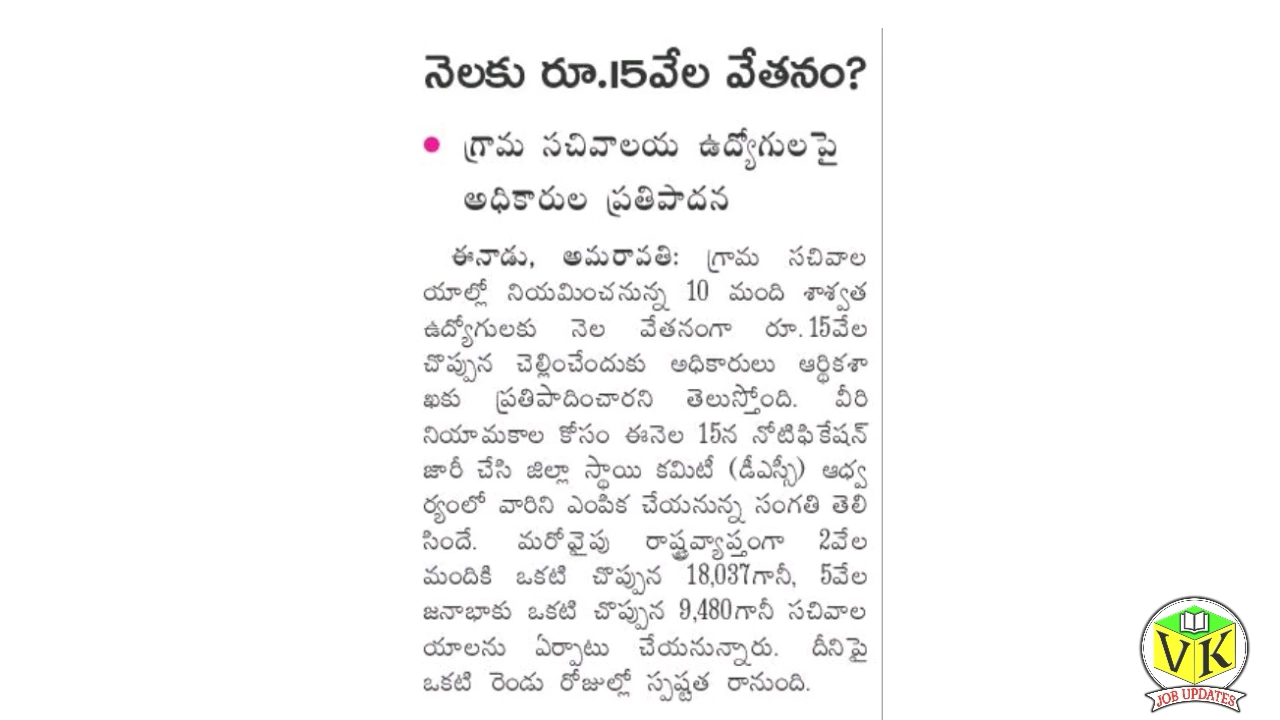 నెలకు రూ.15వేల వేతనం?
• గ్రామ సచివాలయ ఉద్యోగులపై
అధికారుల ప్రతిపాదన
ఈనాడు, అమరావతి: గ్రామ సచివాల
యాల్లో నియమించనున్న 10 మంది శాశ్వత
ఉద్యోగులకు నెల వేతనంగా రూ.15వేల
చొప్పున చెల్లించేందుకు అధికారులు ఆర్థికశా
ఖకు ప్రతిపాదించారని తెలుస్తోంది. వీరి
నియామకాల కోసం ఈనెల 15న నోటిఫికేషన్
జారీ చేసి జిల్లా స్థాయి కమిటీ (డీఎస్సీ) ఆధ్వ
ర్యంలో వారిని ఎంపిక చేయనున్న సంగతి తెలి
సిందే. మరోవైపు రాష్ట్రవ్యాప్తంగా 2వేల
మందికి ఒకటి చొప్పున 18,037గానీ, 5వేల
జనాభాకు ఒకటి చొప్పున 9,480గానీ సచివాల
యాలను ఏర్పాటు చేయనున్నారు. దీనిపై
ఒకటి రెండు రోజుల్లో స్పష్టత రానుంది.
VK
JOB UPDATES